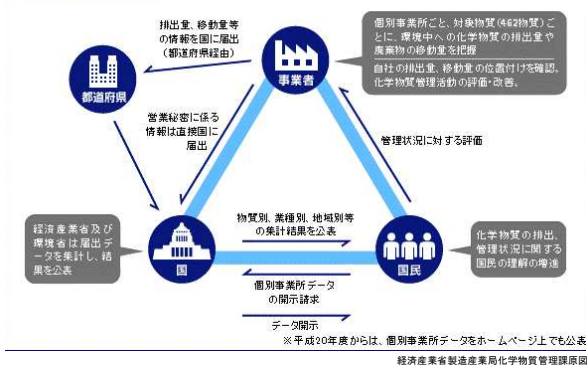 排出量、移動量等
の情報を国に届出
(都道府県経由)
事業者
個別事業所ごと、対象物質(462物質)ご
とに、環境中への化学物質の排出量や
廃棄物の移動量を把握
自社の排出量、移動量の位置付けを確認。
化学物質管理活動の評価・改善。
都道府県
営業秘密に係る
情報は直接国に
届出
管理状況に対する評価
経済産業省及び
環境省は届出デ
ータを集計し、結
果を公表
国
物質別、業種別、地域別等
の集計結果を公表
国民
化学物質の排出、
管理状況に関する
国民の理解の増進
個別事業所データ
の開示請求
データ開示
※平成20年度からは、個別事業所データをホームページ上でも公表
経済産業省製造産業局化学物質管理課原図